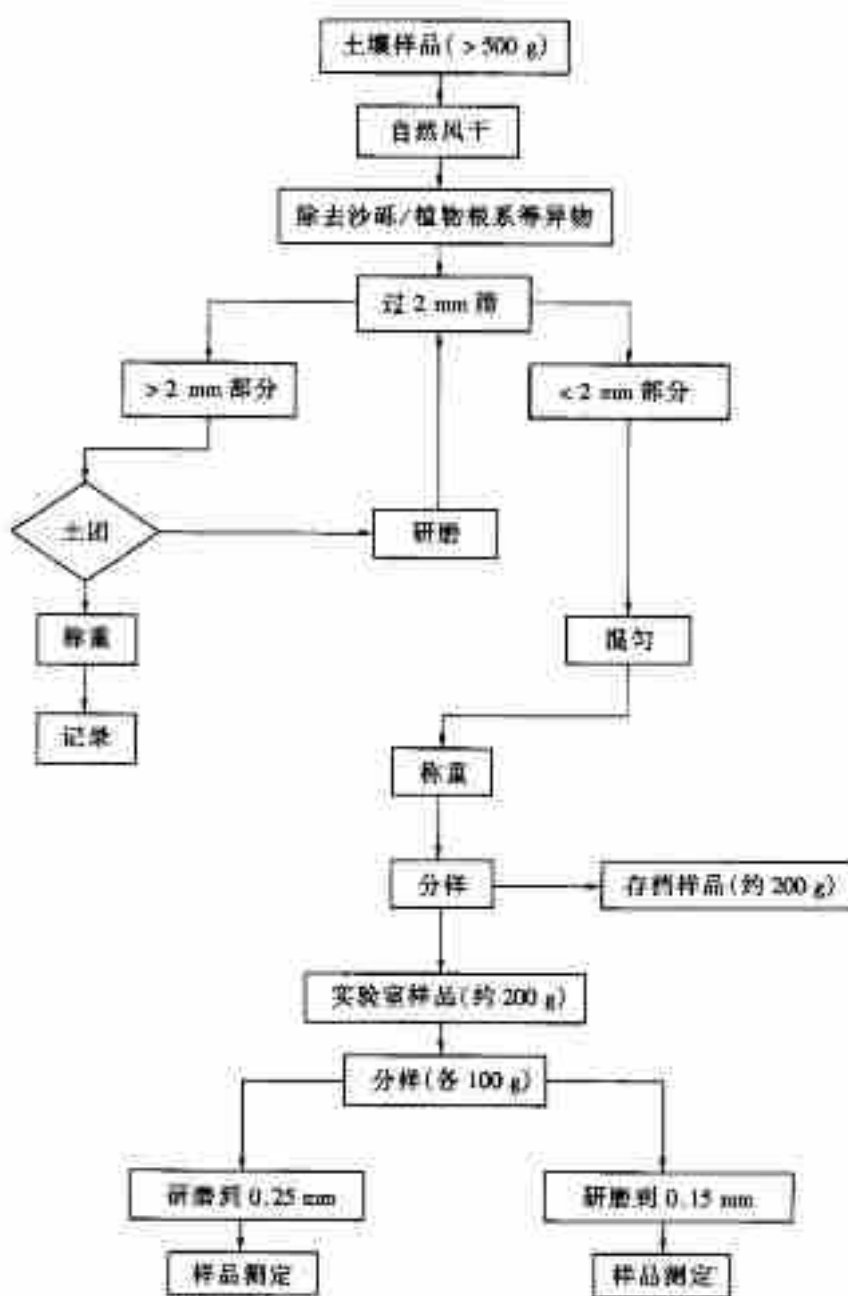 土壤样品(>500 g)
自然风干
除去沙砾/植物根系等异物
过 2 mm 筛
>2 mm 部分
<2 mm 部分
土团
研磨
称重
混匀
记录
称重
分样
存档样品(约 200 g)
实验室样品(约 200 g)
分样(各 100 g)
研磨到 0.25 mm
研磨到 0.15 mm
样品测定
样品测定